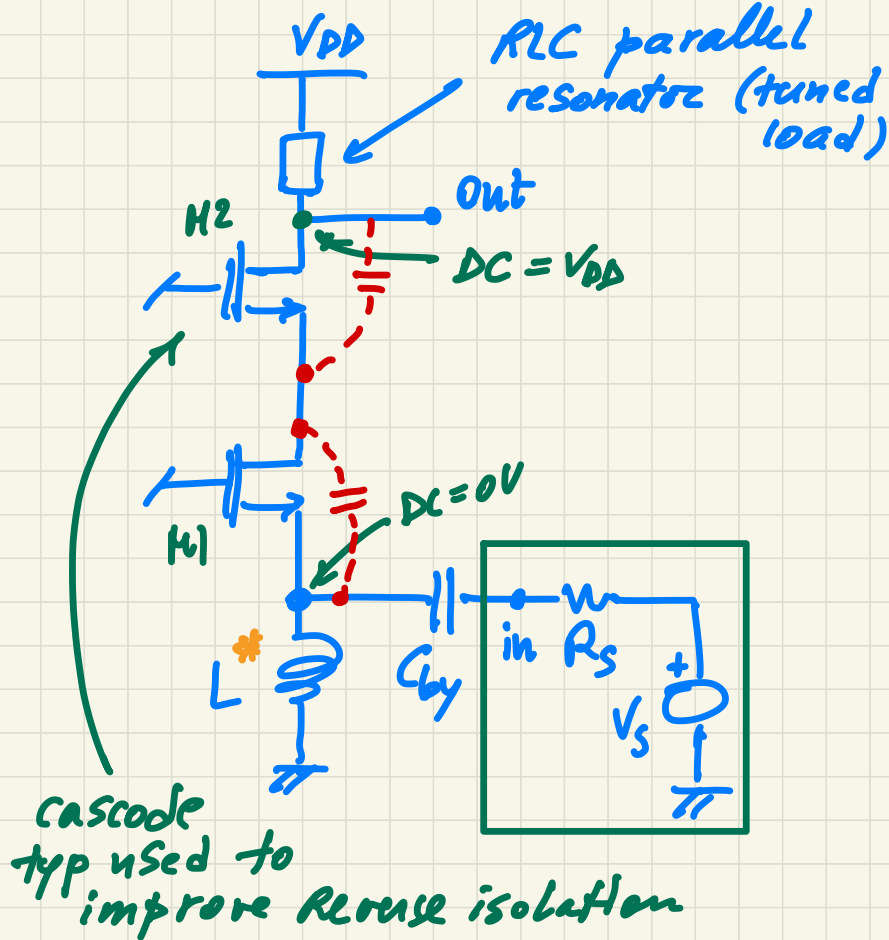 VDD
RLC parallel
resonator (tuned
load)
Out
M2
DC = VDD
DC = 0V
M1
*
L
Cby
in
RS
+
VS
cascode
typ used to
improve Reverse isolation